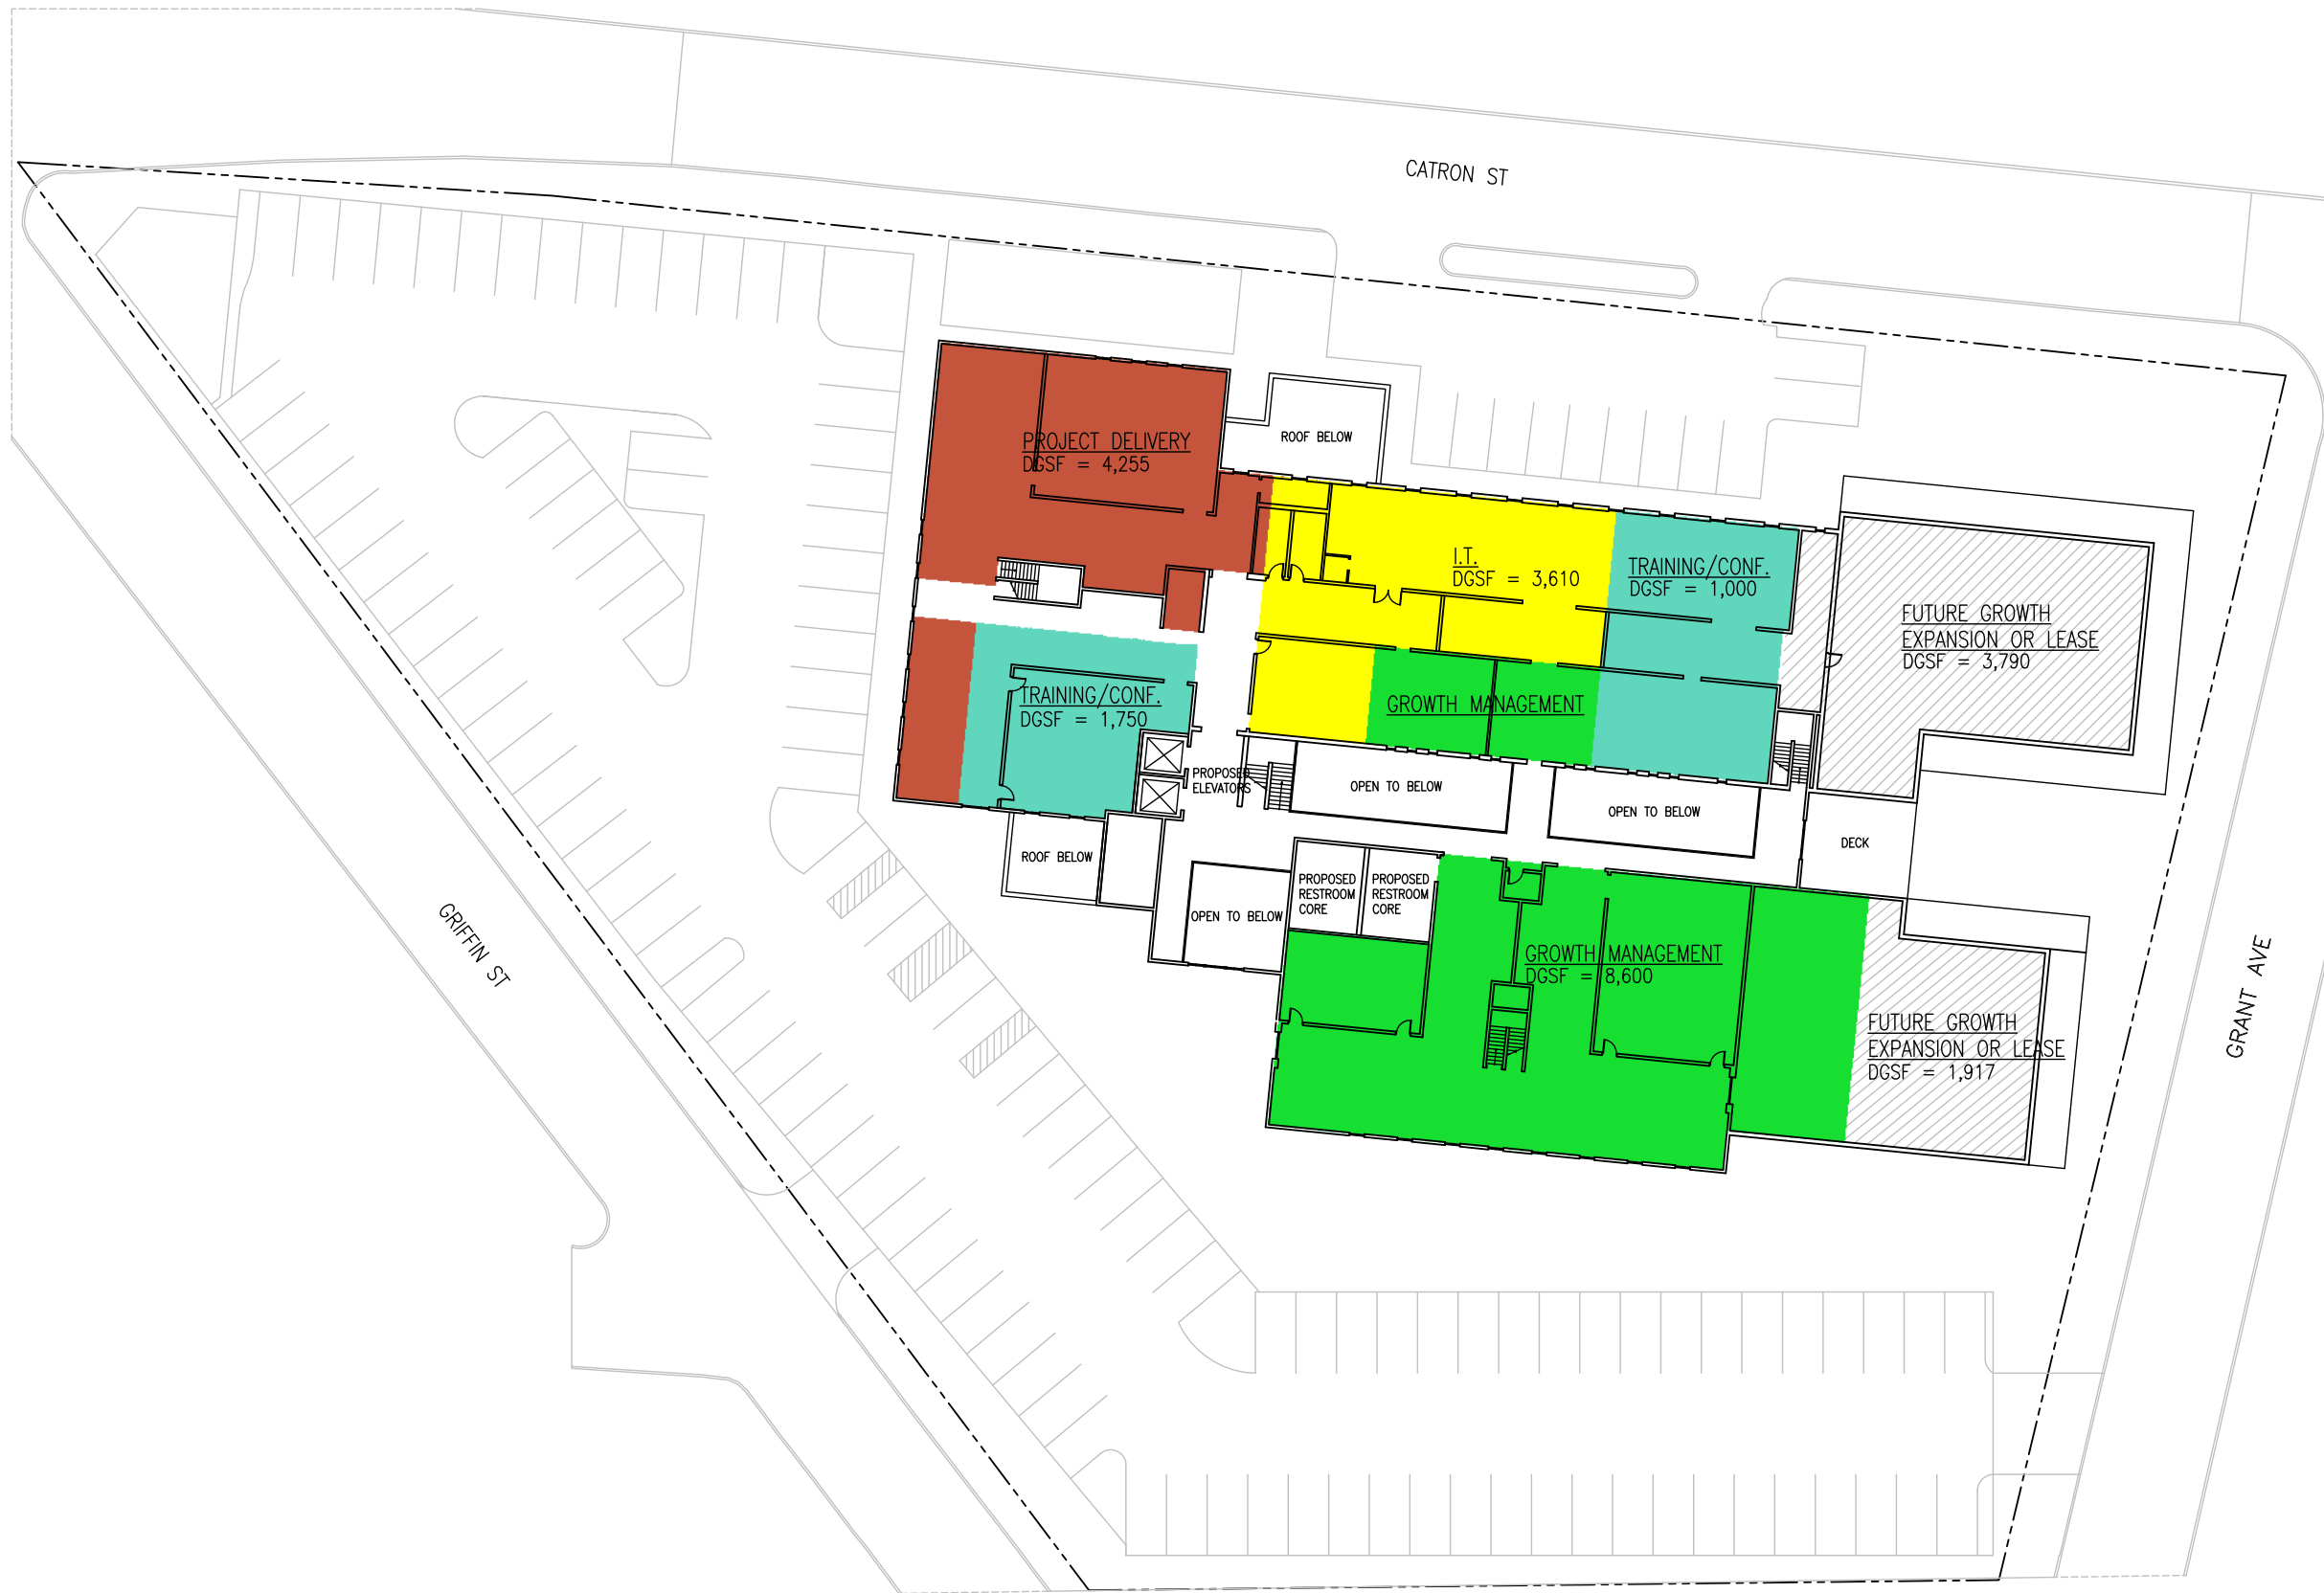 CATRON ST
PROJECT DELIVERY
DGSF = 4,255
ROOF BELOW
I.T.
DGSF = 3,610
TRAINING/CONF.
DGSF = 1,000
FUTURE GROWTH
EXPANSION OR LEASE
DGSF = 3,790
TRAINING/CONF.
DGSF = 1,750
GROWTH MANAGEMENT
PROPOSED
ELEVATORS
OPEN TO BELOW
OPEN TO BELOW
DECK
ROOF BELOW
PROPOSED
RESTROOM
CORE
PROPOSED
RESTROOM
CORE
OPEN TO BELOW
GROWTH MANAGEMENT
DGSF = 8,600
FUTURE GROWTH
EXPANSION OR LEASE
DGSF = 1,917
GRIFFIN ST
GRANT AVE